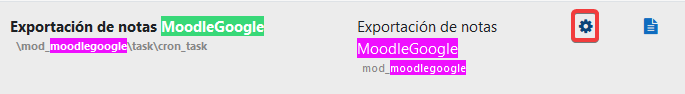 Exportación de notas MoodleGoogle
\mod_moodlegoogle\task\cron_task
Exportación de notas
MoodleGoogle
mod_moodlegoogle